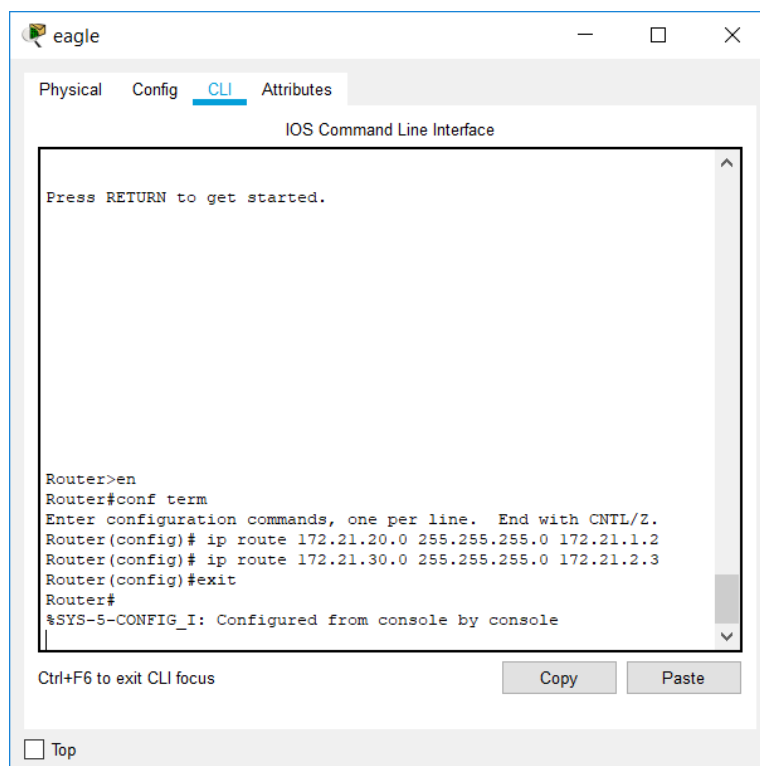 eagle
Physical Config CLI Attributes
IOS Command Line Interface
Press RETURN to get started.
Router>en
Router#conf term
Enter configuration commands, one per line.  End with CNTL/Z.
Router(config)# ip route 172.21.20.0 255.255.255.0 172.21.1.2
Router(config)# ip route 172.21.30.0 255.255.255.0 172.21.2.3
Router(config)#exit
Router#
%SYS-5-CONFIG_I: Configured from console by console
Ctrl+F6 to exit CLI focus
Copy Paste
Top